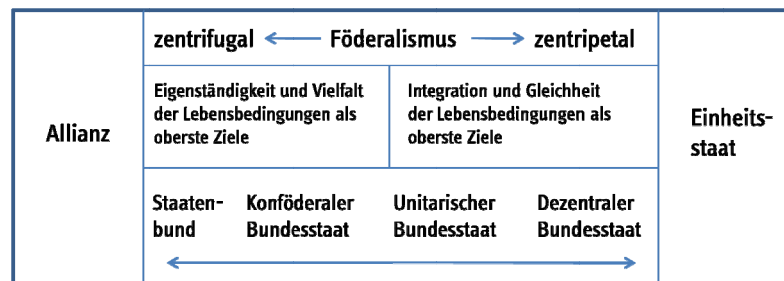 zentrifugal Föderalismus zentripetal
Eigenständigkeit und Vielfalt
der Lebensbedingungen als
oberste Ziele
Integration und Gleichheit
der Lebensbedingungen als
oberste Ziele
Allianz
Einheits-
staat
Staaten-
bund
Konföderaler
Bundesstaat
Unitarischer
Bundesstaat
Dezentraler
Bundesstaat